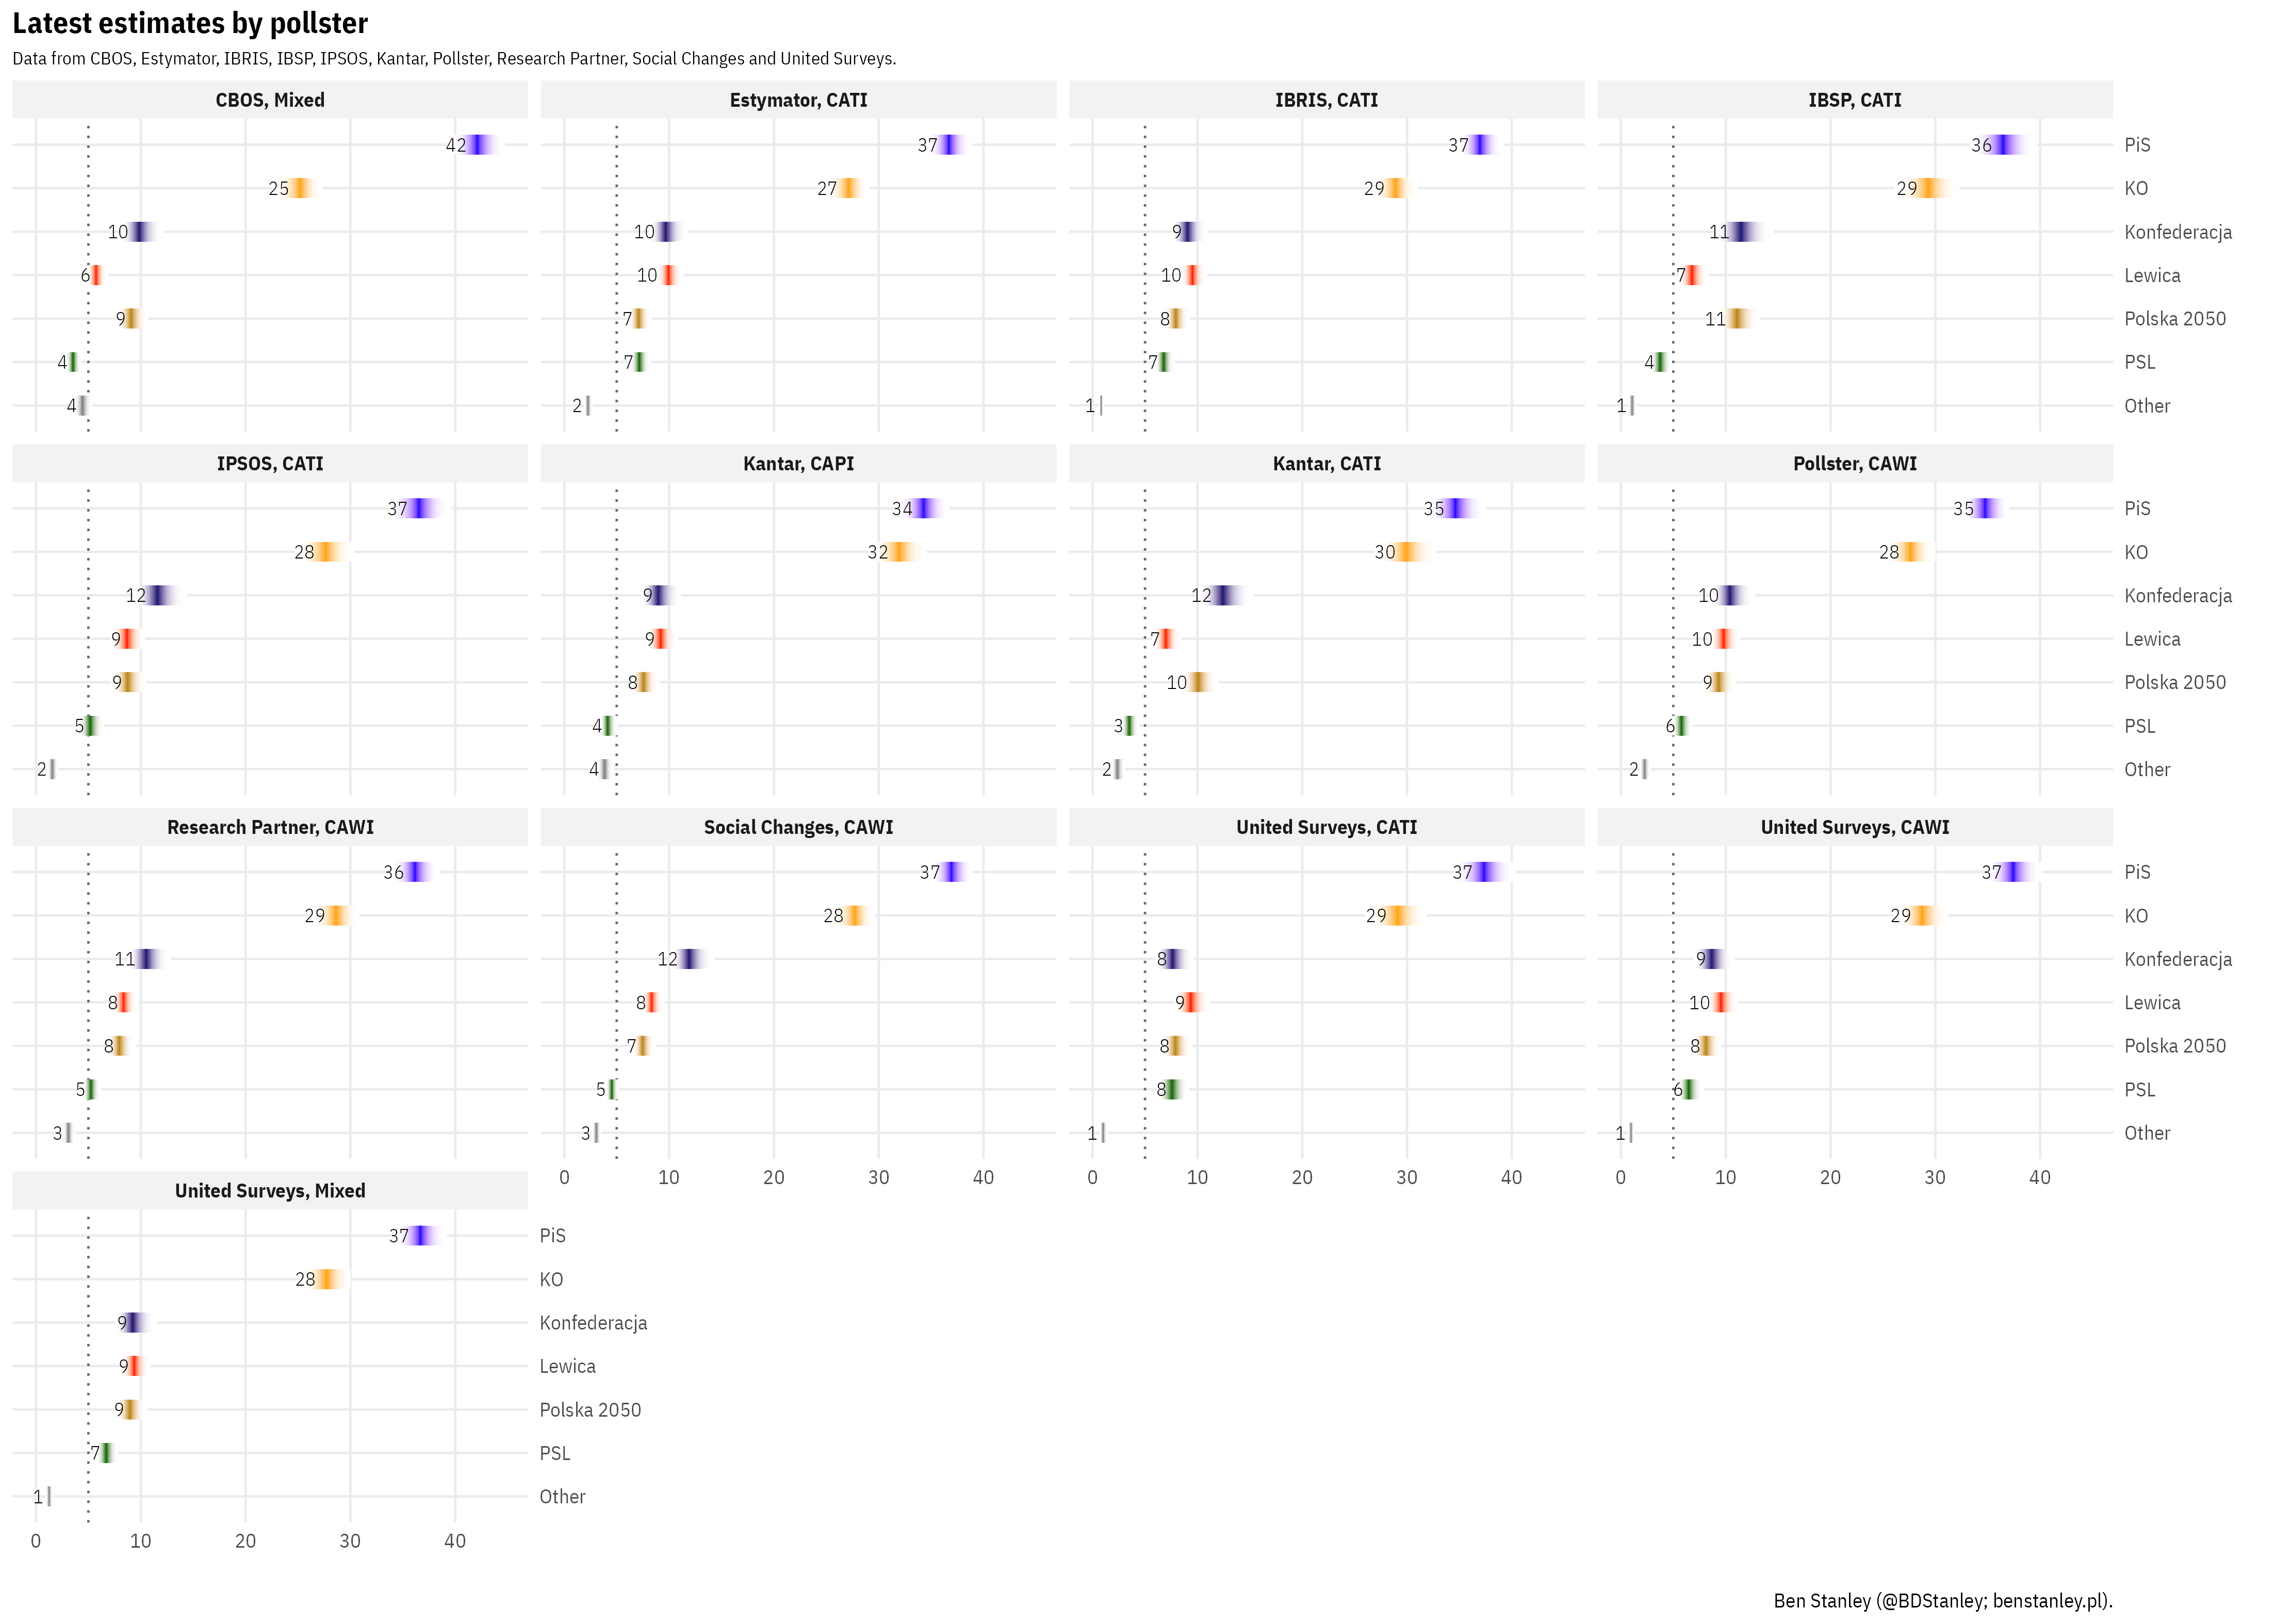 Latest estimates by pollster
Data from CBOS, Estymator, IBRIS, IBSP, IPSOS, Kantar, Pollster, Research Partner, Social Changes and United Surveys.
CBOS, Mixed Estymator, CATI IBRIS, CATI IBSP, CATI
42 37 37 36 PiS
25 27 29 29 KO
10 10 9 11 Konfederacja
6 10 10 7 Lewica
9 7 8 11 Polska 2050
4 7 7 4 PSL
4 2 1 1 Other
IPSOS, CATI Kantar, CAPI Kantar, CATI Pollster, CAWI
37 34 35 35 PiS
28 32 30 28 KO
12 9 12 10 Konfederacja
9 9 7 10 Lewica
9 8 10 9 Polska 2050
5 4 3 6 PSL
2 4 2 2 Other
Research Partner, CAWI Social Changes, CAWI United Surveys, CATI United Surveys, CAWI
36 37 37 37 PiS
29 28 29 29 KO
11 12 8 9 Konfederacja
8 8 9 10 Lewica
8 7 8 8 Polska 2050
5 5 8 6 PSL
3 3 1 1 Other
0 10 20 30 40 0 10 20 30 40 0 10 20 30 40
United Surveys, Mixed
37 PiS
28 KO
9 Konfederacja
9 Lewica
9 Polska 2050
7 PSL
1 Other
0 10 20 30 40
Ben Stanley (@BDStanley; benstanley.pl).